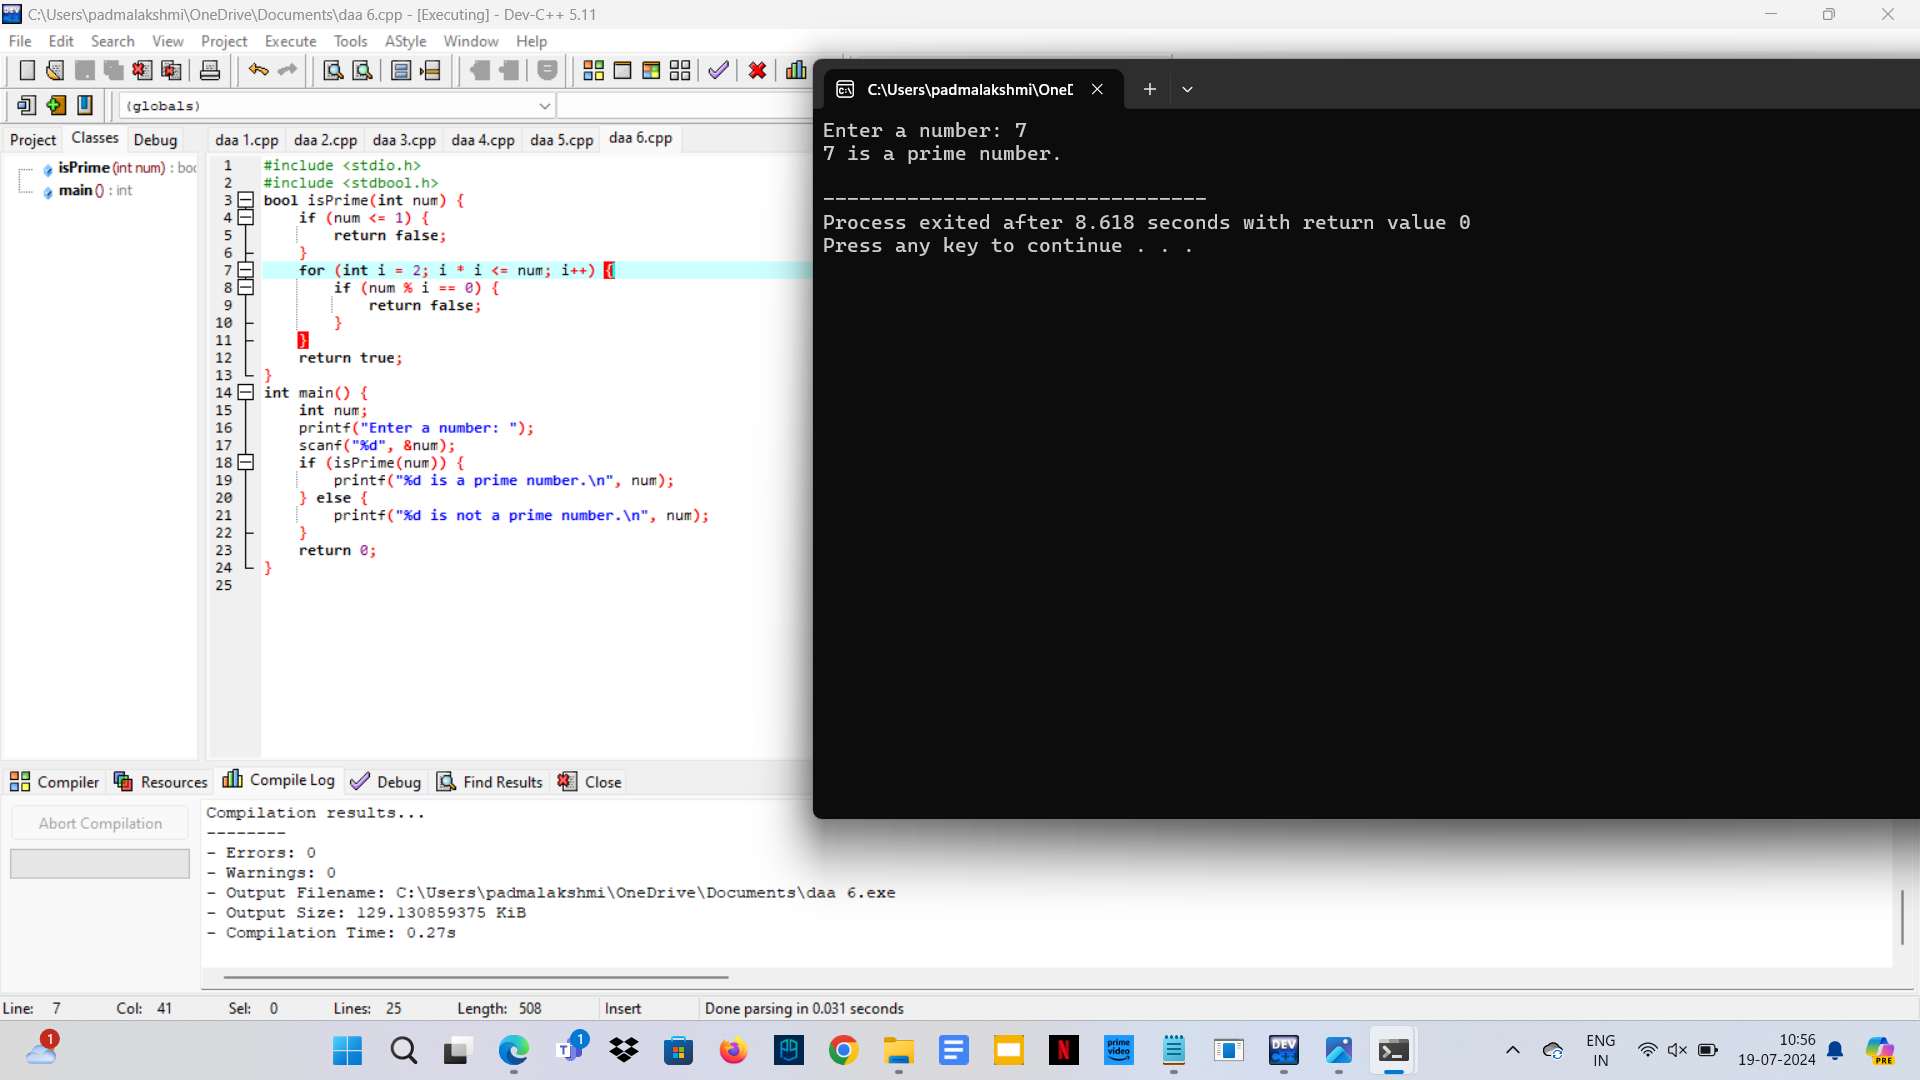 C:\Users\padmalakshmi\OneDrive\Documents\daa 6.cpp - [Executing] - Dev-C++ 5.11
File Edit Search View Project Execute Tools AStyle Window Help
(globals)
Project Classes Debug
daa 1.cpp daa 2.cpp daa 3.cpp daa 4.cpp daa 5.cpp daa 6.cpp
isPrime (int num) : boo
main () : int
1 #include <stdio.h>
2 #include <stdbool.h>
3 bool isPrime(int num) {
4 if (num <= 1) {
5 return false;
6 }
7 for (int i = 2; i * i <= num; i++) {
8 if (num % i == 0) {
9 return false;
10 }
11 }
12 return true;
13 }
14 int main() {
15 int num;
16 printf("Enter a number: ");
17 scanf("%d", &num);
18 if (isPrime(num)) {
19 printf("%d is a prime number.\n", num);
20 } else {
21 printf("%d is not a prime number.\n", num);
22 }
23 return 0;
24 }
25
C:\Users\padmalakshmi\OneD
Enter a number: 7
7 is a prime number.
--------------------------------
Process exited after 8.618 seconds with return value 0
Press any key to continue . . .
Compiler Resources Compile Log Debug Find Results Close
Abort Compilation
Compilation results...
--------
- Errors: 0
- Warnings: 0
- Output Filename: C:\Users\padmalakshmi\OneDrive\Documents\daa 6.exe
- Output Size: 129.130859375 KiB
- Compilation Time: 0.27s
Line: 7 Col: 41 Sel: 0 Lines: 25 Length: 508 Insert Done parsing in 0.031 seconds
1
T
1
N
prime video
DEV C++
ENG
IN
10:56
19-07-2024
PRE